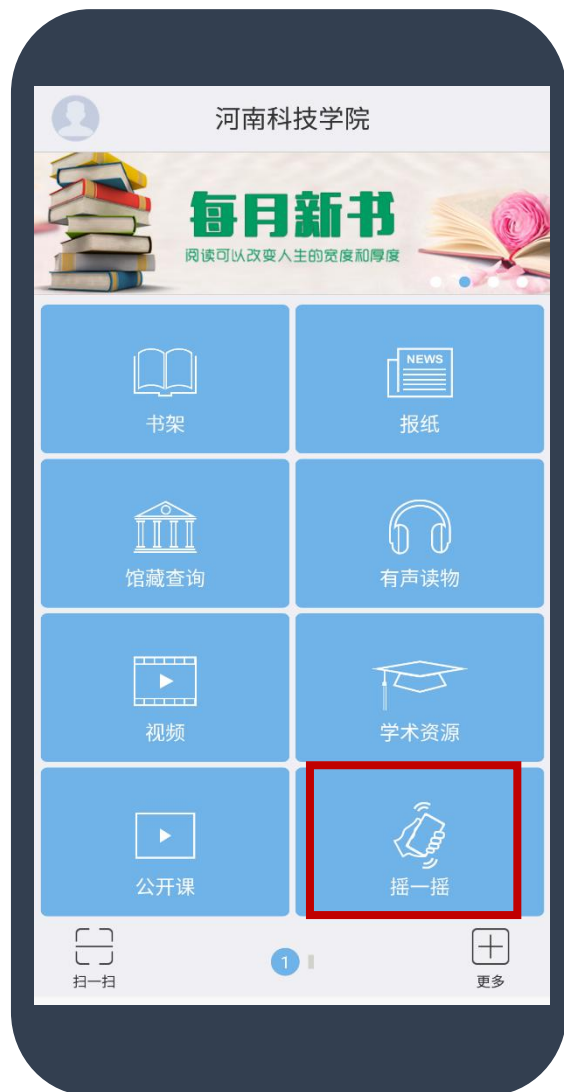 河南科技学院
每月新书
阅读可以改变人生的宽度和厚度
书架
NEWS
报纸
馆藏查询
有声读物
视频
学术资源
公开课
摇一摇
扫一扫
1
更多